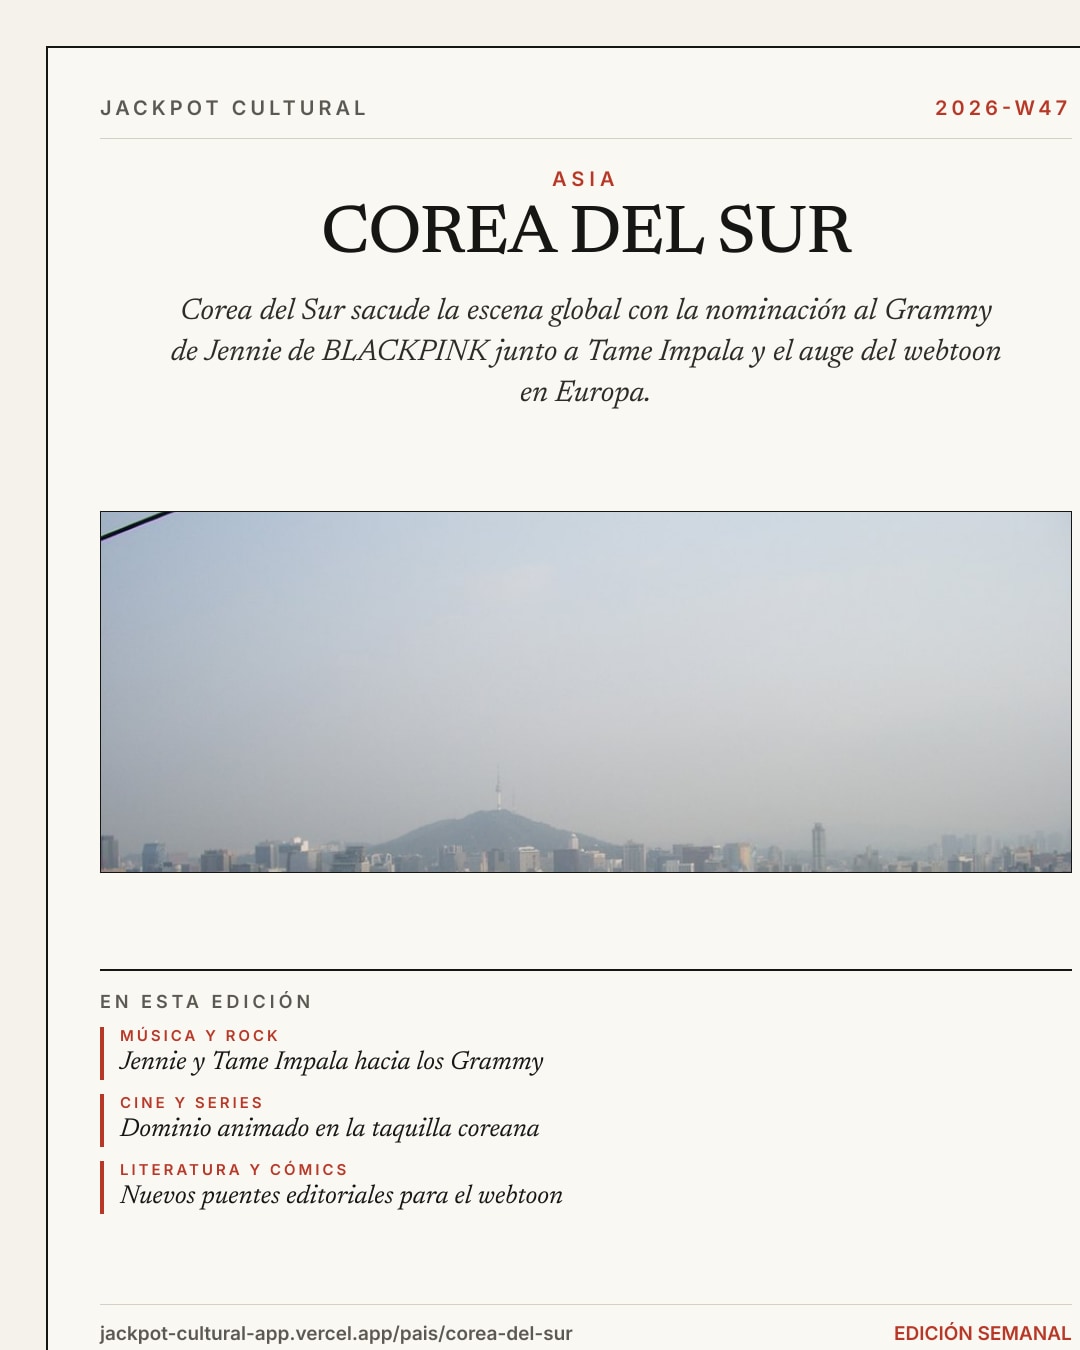 JACKPOT CULTURAL
2026-W47
ASIA
COREA DEL SUR
Corea del Sur sacude la escena global con la nominación al Grammy
de Jennie de BLACKPINK junto a Tame Impala y el auge del webtoon
en Europa.
EN ESTA EDICIÓN
MÚSICA Y ROCK
Jennie y Tame Impala hacia los Grammy
CINE Y SERIES
Dominio animado en la taquilla coreana
LITERATURA Y CÓMICS
Nuevos puentes editoriales para el webtoon
jackpot-cultural-app.vercel.app/pais/corea-del-sur
EDICIÓN SEMANAL